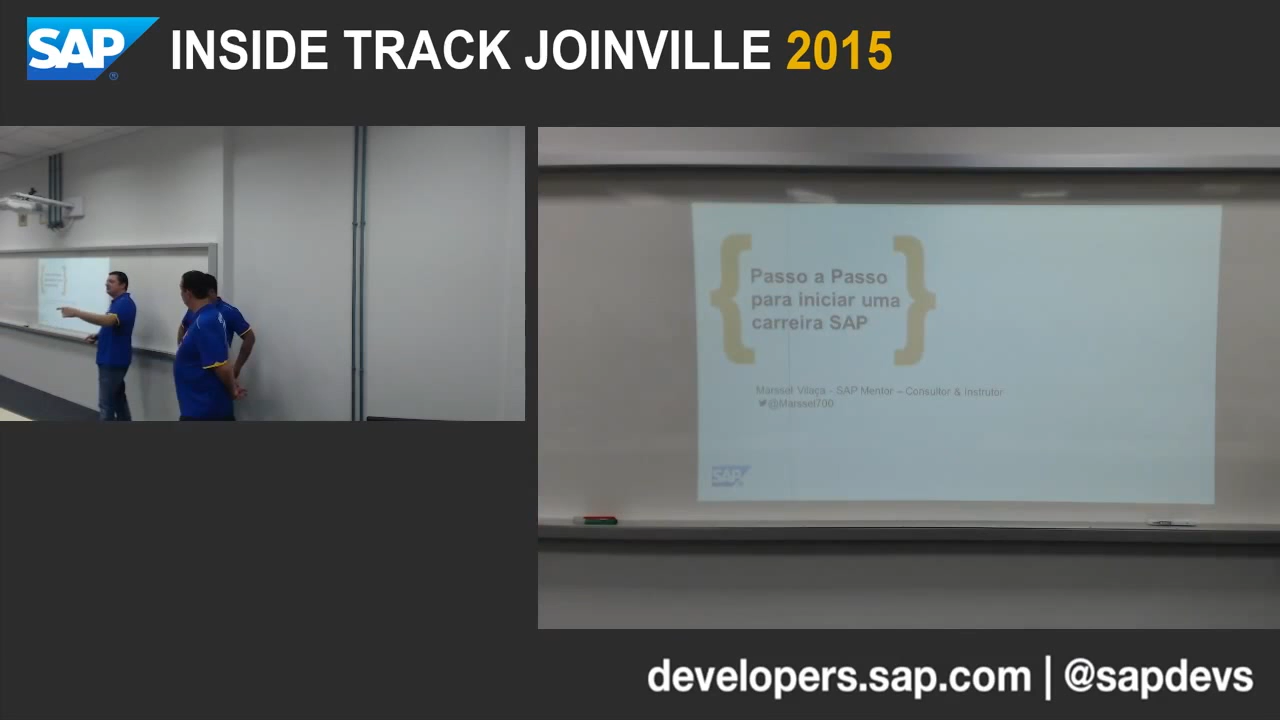 SAP INSIDE TRACK JOINVILLE 2015
{ Passo a Passo
para iniciar uma
carreira SAP }
Marssel Vilaça - SAP Mentor – Consultor & Instrutor
@Marssel700
SAP
developers.sap.com | @sapdevs